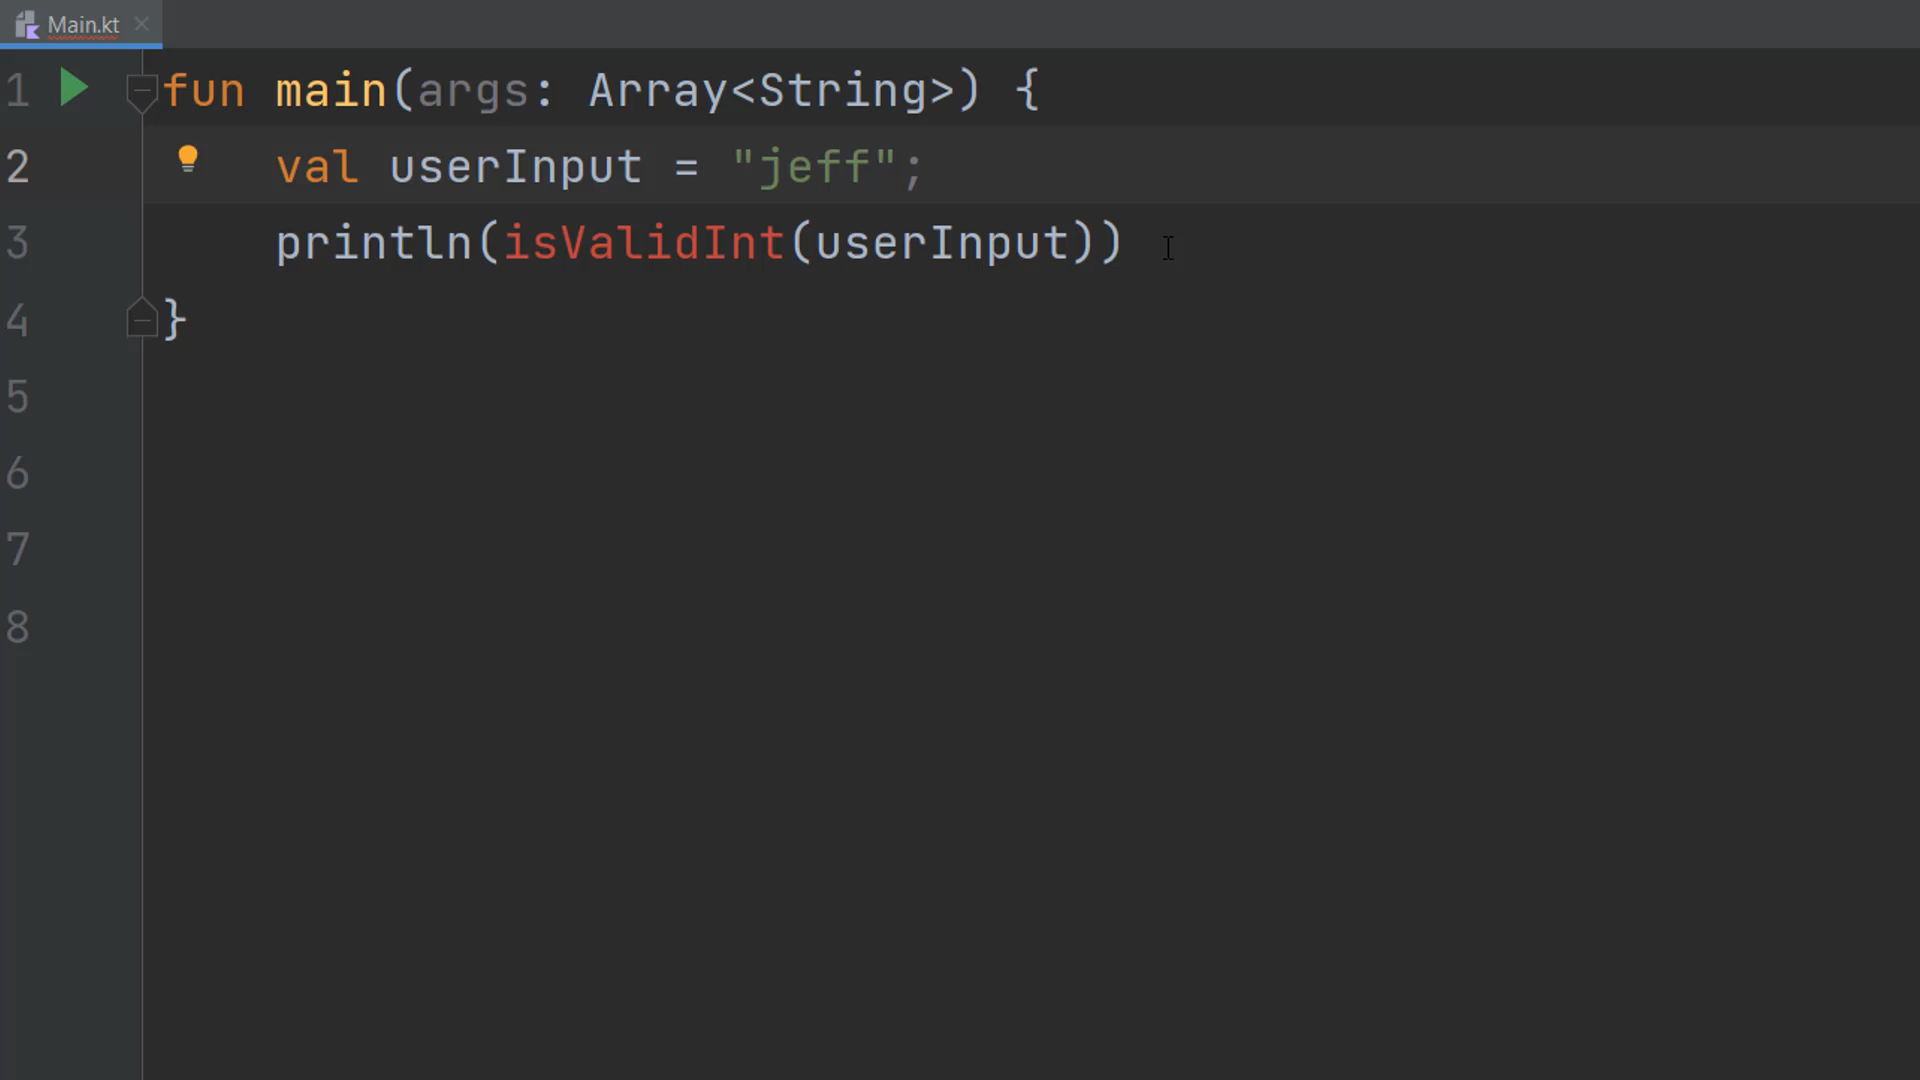 Main.kt
1 fun main(args: Array<String>) {
2 val userInput = "jeff";
3 println(isValidInt(userInput))
4 }
5
6
7
8